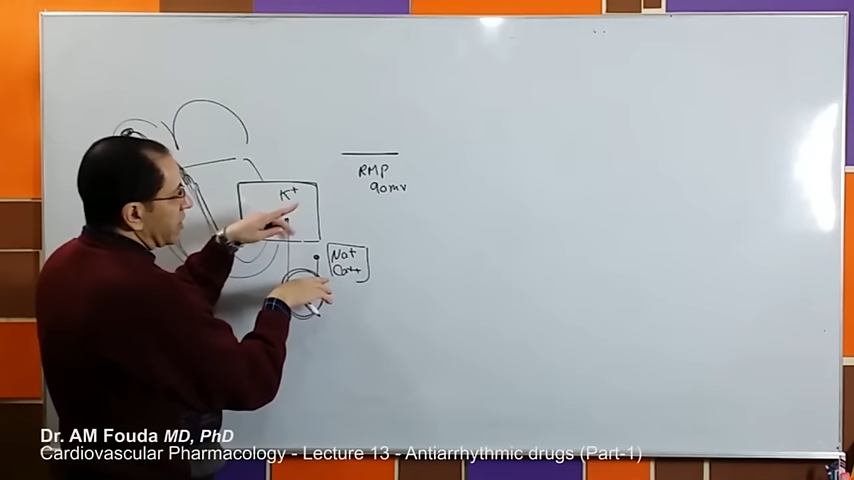 K+
RMP
90mv
Na+
Ca++
Dr. AM Fouda MD, PhD
Cardiovascular Pharmacology - Lecture 13 - Antiarrhythmic drugs (Part-1)